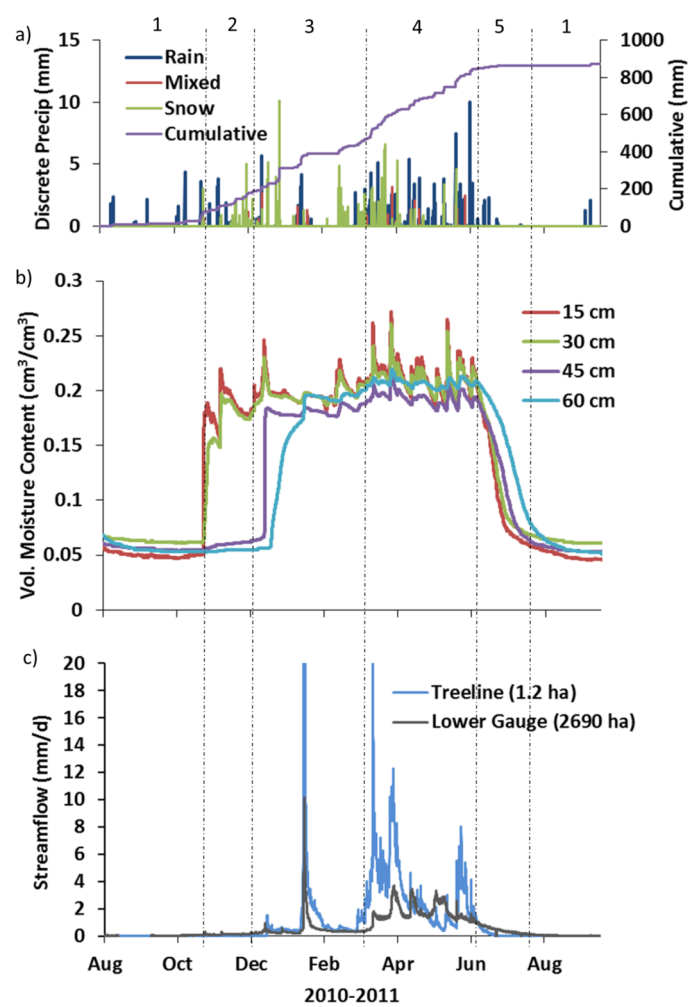 1 2 3 4 5 1
a)
15 1000
Rain
Mixed
Snow
Cumulative
10 800
600
5 400
200
0 0
Discrete Precip (mm)
Cumulative (mm)
b)
0.3
0.25
0.2
0.15
0.1
0.05
0
Vol. Moisture Content (cm³/cm³)
15 cm
30 cm
45 cm
60 cm
c)
20
18
16
14
12
10
8
6
4
2
0
Streamflow (mm/d)
Treeline (1.2 ha)
Lower Gauge (2690 ha)
Aug Oct Dec Feb Apr Jun Aug
2010-2011